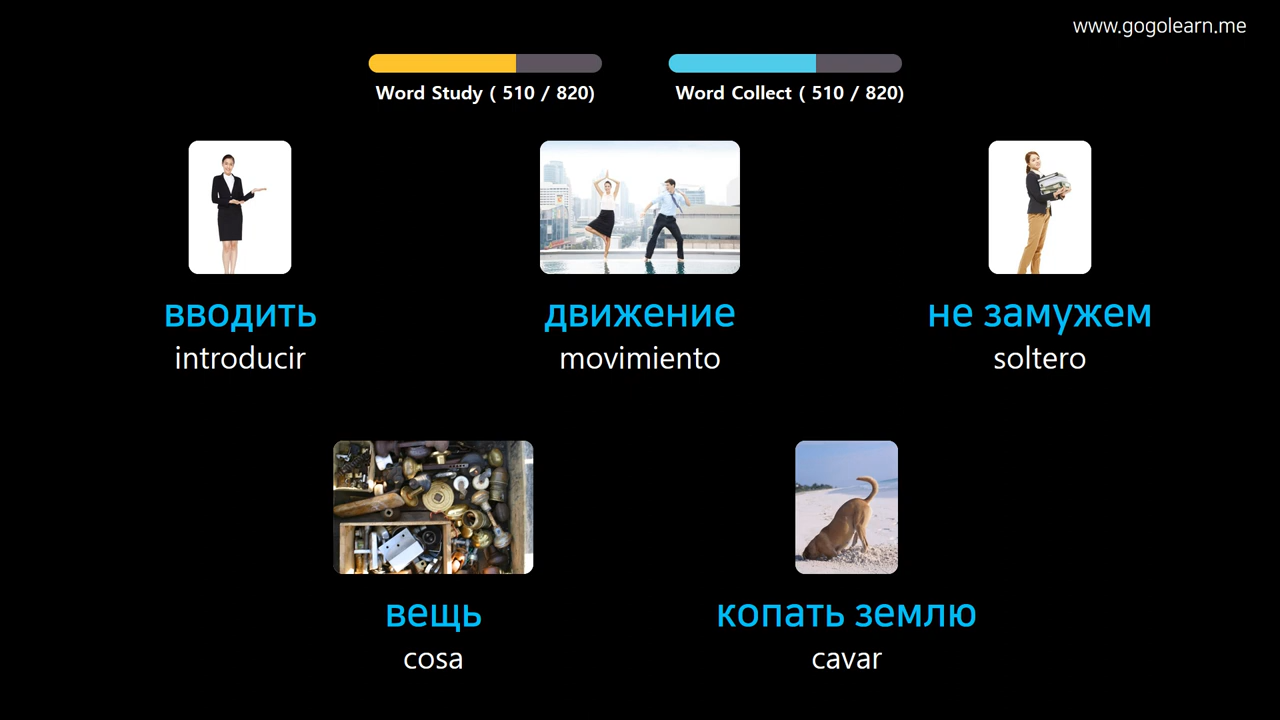 www.gogolearn.me
Word Study ( 510 / 820)
Word Collect ( 510 / 820)
вводить
introducir
движение
movimiento
не замужем
soltero
вещь
cosa
копать землю
cavar